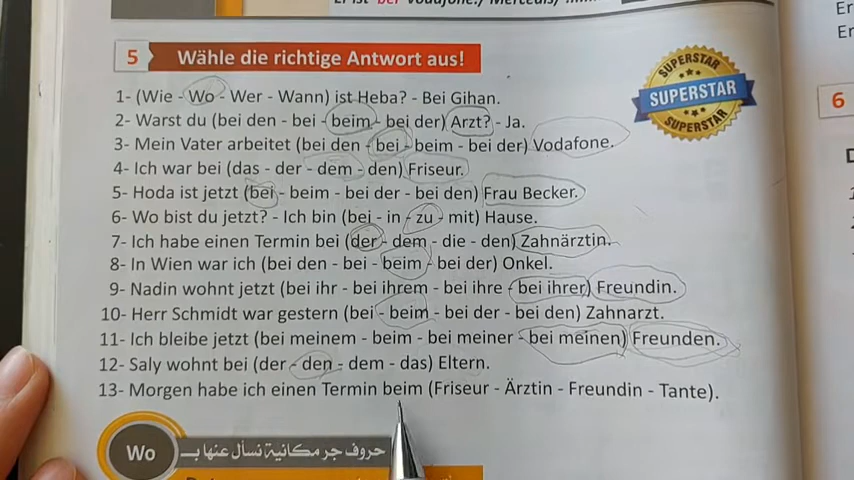 Er ist bei Vodafone./ Mercedis/ .....
5 Wähle die richtige Antwort aus!
SUPERSTAR
SUPERSTAR
SUPERSTAR
1- (Wie - Wo - Wer - Wann) ist Heba? - Bei Gihan.
2- Warst du (bei den - bei - beim - bei der) Arzt? - Ja.
3- Mein Vater arbeitet (bei den - bei - beim - bei der) Vodafone.
4- Ich war bei (das - der - dem - den) Friseur.
5- Hoda ist jetzt (bei - beim - bei der - bei den) Frau Becker.
6- Wo bist du jetzt? - Ich bin (bei - in - zu - mit) Hause.
7- Ich habe einen Termin bei (der - dem - die - den) Zahnärztin.
8- In Wien war ich (bei den - bei - beim - bei der) Onkel.
9- Nadin wohnt jetzt (bei ihr - bei ihrem - bei ihre - bei ihrer) Freundin.
10- Herr Schmidt war gestern (bei - beim - bei der - bei den) Zahnarzt.
11- Ich bleibe jetzt (bei meinem - beim - bei meiner - bei meinen) Freunden.
12- Saly wohnt bei (der - den - dem - das) Eltern.
13- Morgen habe ich einen Termin beim (Friseur - Ärztin - Freundin - Tante).
Wo حروف جر مكانية نسأل عنها بـ
Er
Er
6